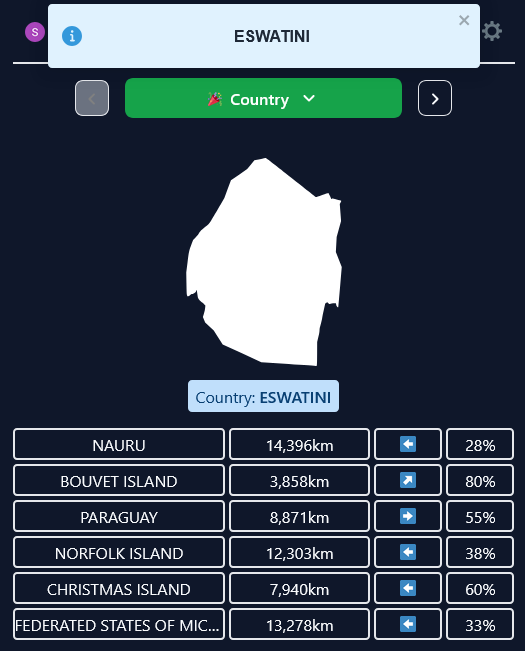 S
ESWATINI
Country
Country: ESWATINI
NAURU 14,396km 28%
BOUVET ISLAND 3,858km 80%
PARAGUAY 8,871km 55%
NORFOLK ISLAND 12,303km 38%
CHRISTMAS ISLAND 7,940km 60%
FEDERATED STATES OF MIC... 13,278km 33%